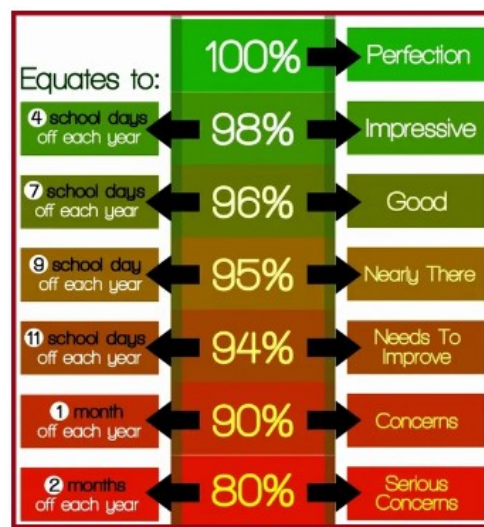 100%
Perfection
Equates to:
4 school days
off each year
98%
Impressive
7 school days
off each year
96%
Good
9 school day
off each year
95%
Nearly There
11 school days
off each year
94%
Needs To
Improve
1 month
off each year
90%
Concerns
2 months
off each year
80%
Serious
Concerns